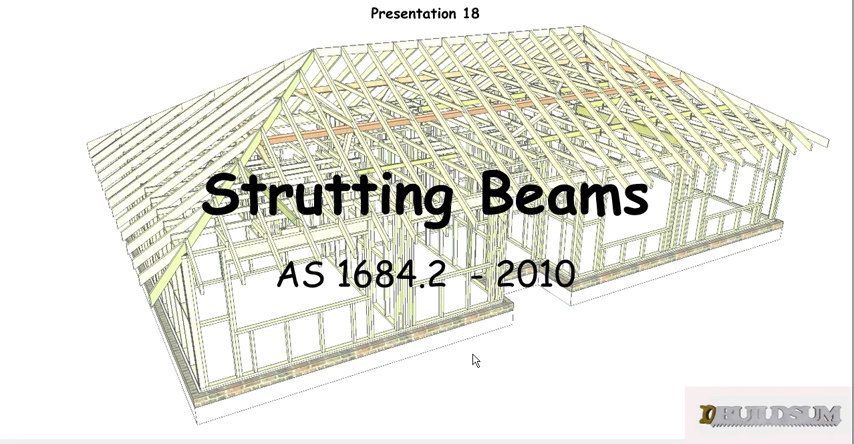 Presentation 18
Strutting Beams
AS 1684.2 - 2010
BUILDSUM